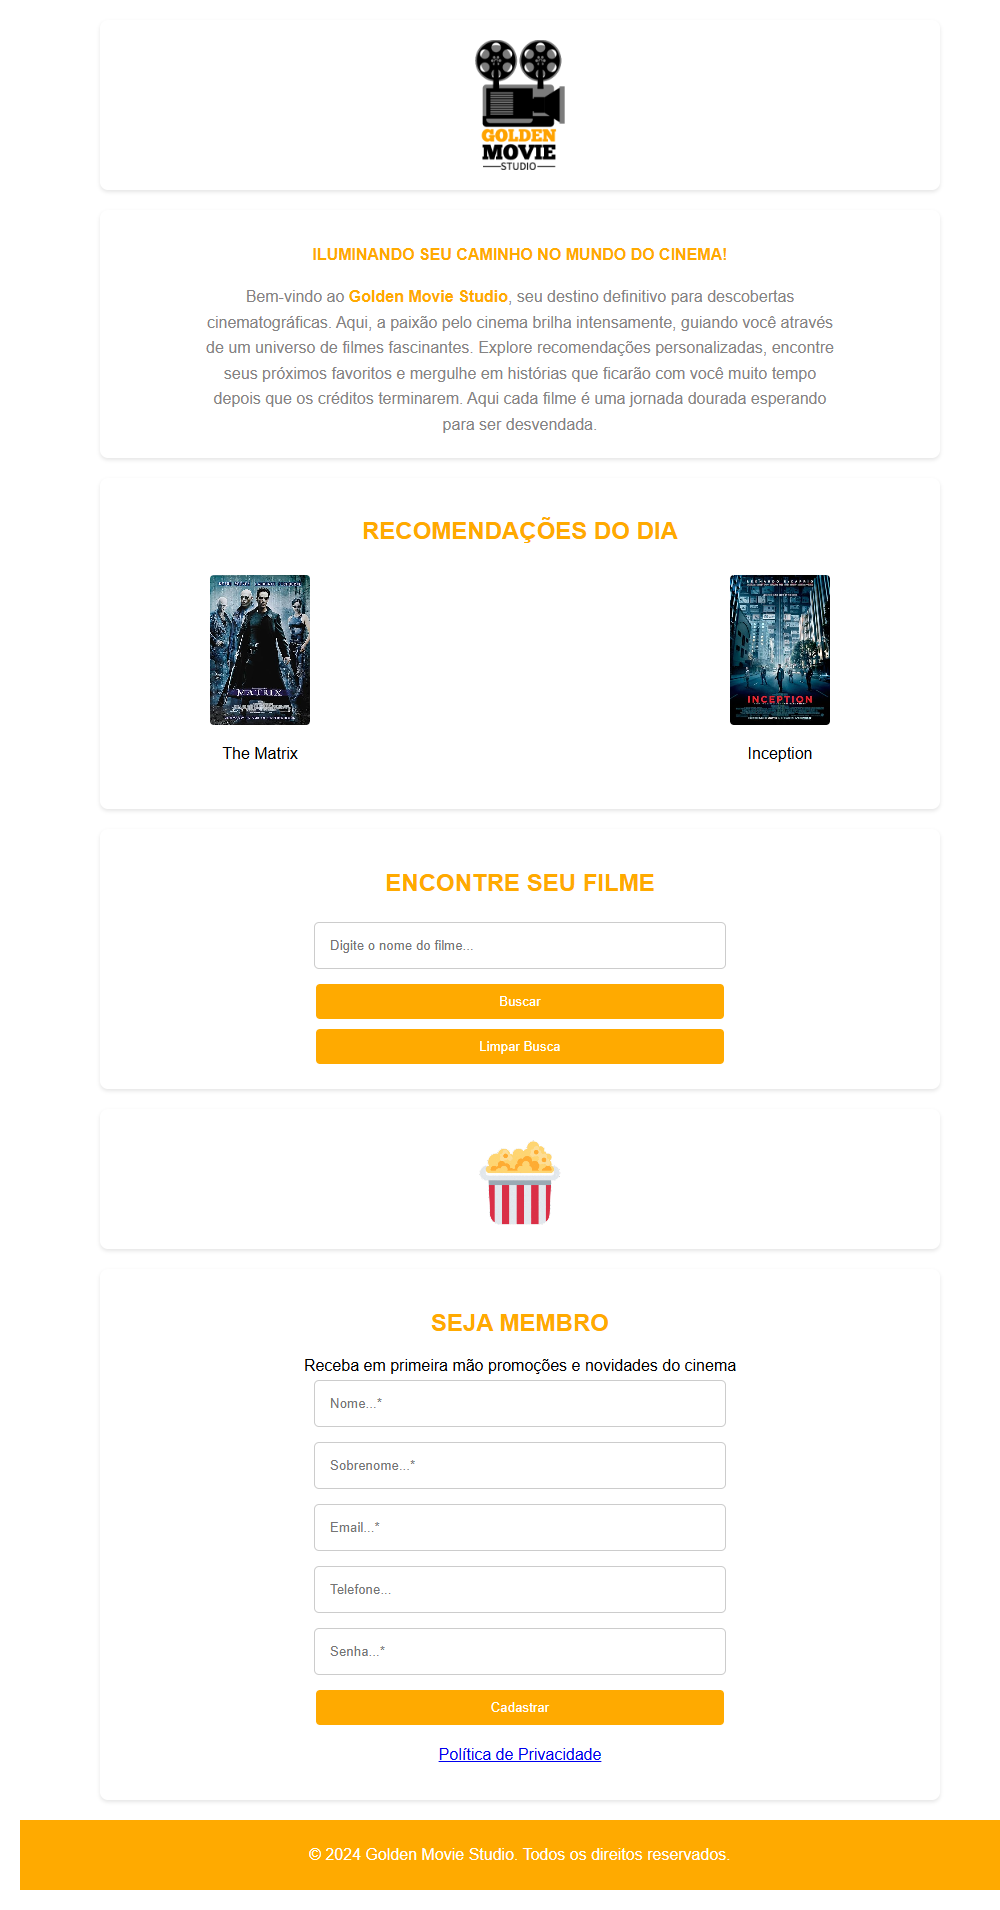 GOLDEN
MOVIE
STUDIO
ILUMINANDO SEU CAMINHO NO MUNDO DO CINEMA!
Bem-vindo ao Golden Movie Studio, seu destino definitivo para descobertas
cinematográficas. Aqui, a paixão pelo cinema brilha intensamente, guiando você através
de um universo de filmes fascinantes. Explore recomendações personalizadas, encontre
seus próximos favoritos e mergulhe em histórias que ficarão com você muito tempo
depois que os créditos terminarem. Aqui cada filme é uma jornada dourada esperando
para ser desvendada.
RECOMENDAÇÕES DO DIA
MATRIX
INCEPTION
The Matrix
Inception
ENCONTRE SEU FILME
Digite o nome do filme...
Buscar
Limpar Busca
SEJA MEMBRO
Receba em primeira mão promoções e novidades do cinema
Nome...*
Sobrenome...*
Email...*
Telefone...
Senha...*
Cadastrar
Política de Privacidade
© 2024 Golden Movie Studio. Todos os direitos reservados.